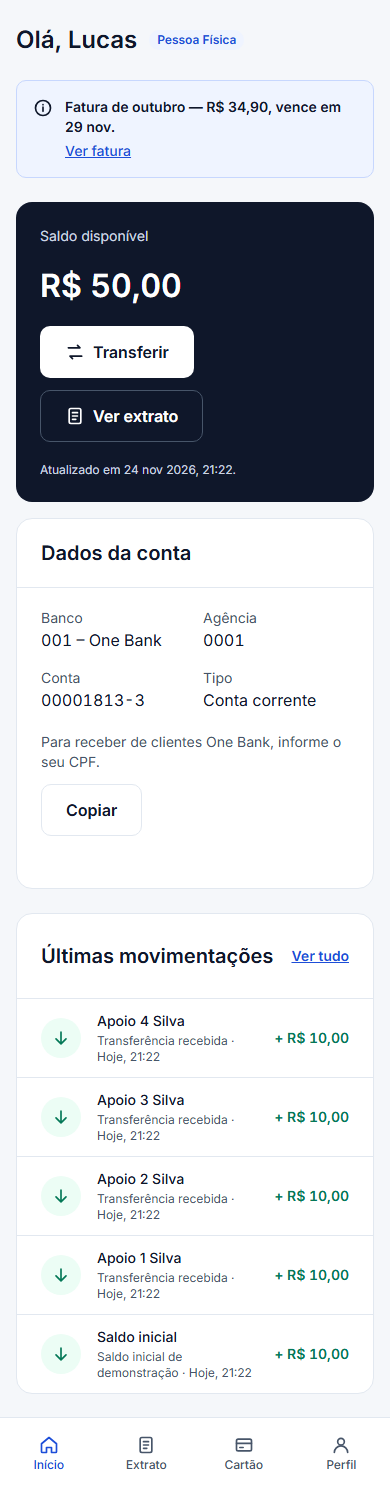 Olá, Lucas
Pessoa Física
Fatura de outubro — R$ 34,90, vence em
29 nov.
Ver fatura
Saldo disponível
R$ 50,00
Transferir
Ver extrato
Atualizado em 24 nov 2026, 21:22.
Dados da conta
Banco
001 – One Bank
Agência
0001
Conta
00001813-3
Tipo
Conta corrente
Para receber de clientes One Bank, informe o
seu CPF.
Copiar
Últimas movimentações
Ver tudo
Apoio 4 Silva
Transferência recebida ·
Hoje, 21:22
+ R$ 10,00
Apoio 3 Silva
Transferência recebida ·
Hoje, 21:22
+ R$ 10,00
Apoio 2 Silva
Transferência recebida ·
Hoje, 21:22
+ R$ 10,00
Apoio 1 Silva
Transferência recebida ·
Hoje, 21:22
+ R$ 10,00
Saldo inicial
Saldo inicial de
demonstração · Hoje, 21:22
+ R$ 10,00
Início
Extrato
Cartão
Perfil